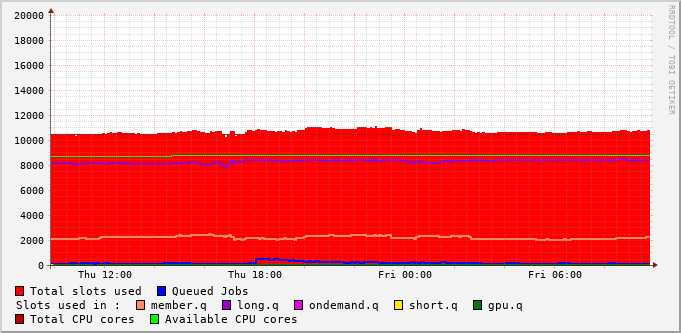 20000
18000
16000
14000
12000
10000
8000
6000
4000
2000
0
Thu 12:00 Thu 18:00 Fri 00:00 Fri 06:00
RRDTOOL / TOBI OETIKER
Total slots used Queued Jobs
Slots used in : member.q long.q ondemand.q short.q gpu.q
Total CPU cores Available CPU cores